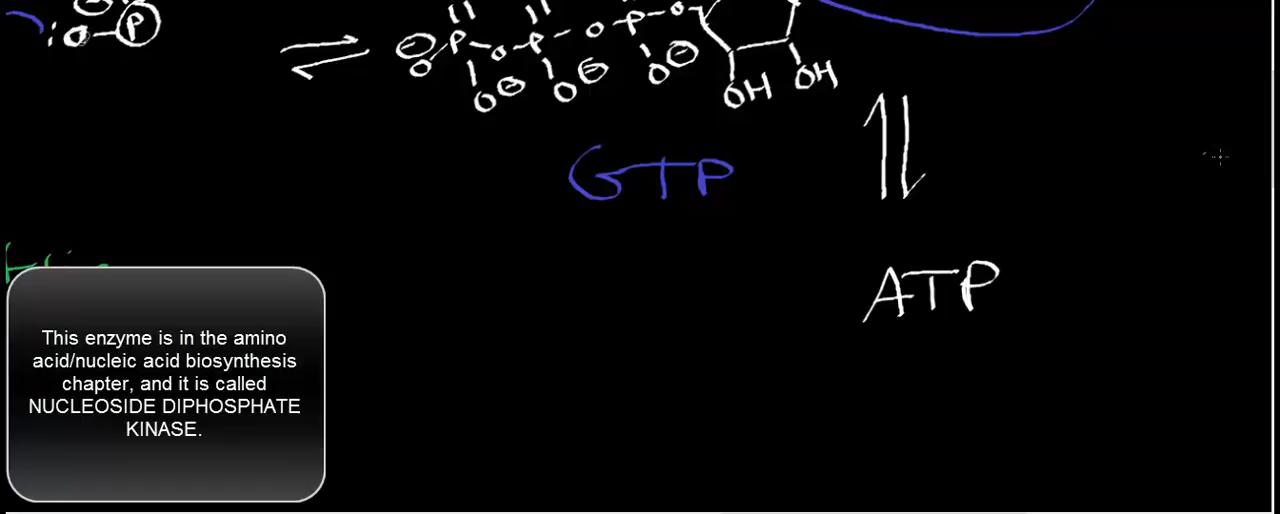 :O-P
⊖ P O P O P O
O O⊖ O⊖ O⊖ OH OH
GTP
ATP
This enzyme is in the amino
acid/nucleic acid biosynthesis
chapter, and it is called
NUCLEOSIDE DIPHOSPHATE
KINASE.